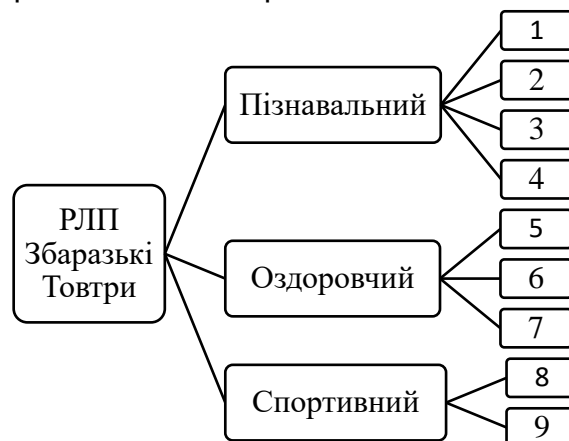 РЛП
Збаразькі
Товтри
Пізнавальний
1
2
3
4
Оздоровчий
5
6
7
Спортивний
8
9